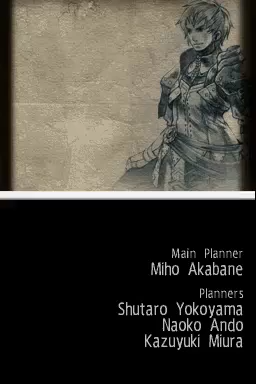 Main Planner
Miho Akabane
Planners
Shutaro Yokoyama
Naoko Ando
Kazuyuki Miura